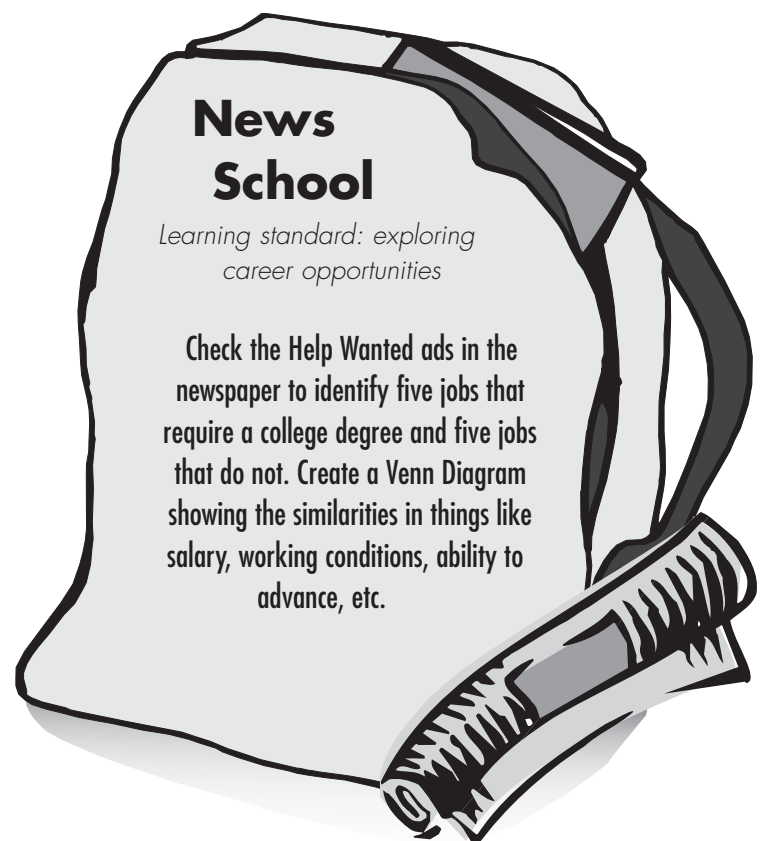 News
School
Learning standard: exploring
career opportunities
Check the Help Wanted ads in the
newspaper to identify five jobs that
require a college degree and five jobs
that do not. Create a Venn Diagram
showing the similarities in things like
salary, working conditions, ability to
advance, etc.